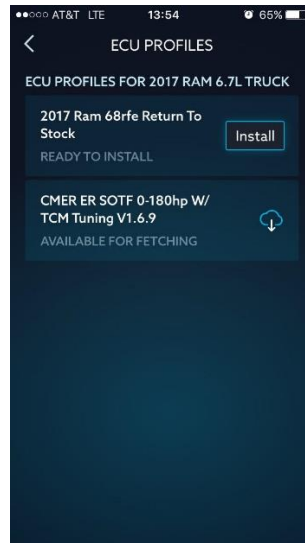 ●●○○○ AT&T LTE 13:54 65%
ECU PROFILES
ECU PROFILES FOR 2017 RAM 6.7L TRUCK
2017 Ram 68rfe Return To
Stock
Install
READY TO INSTALL
CMER ER SOTF 0-180hp W/
TCM Tuning V1.6.9
AVAILABLE FOR FETCHING